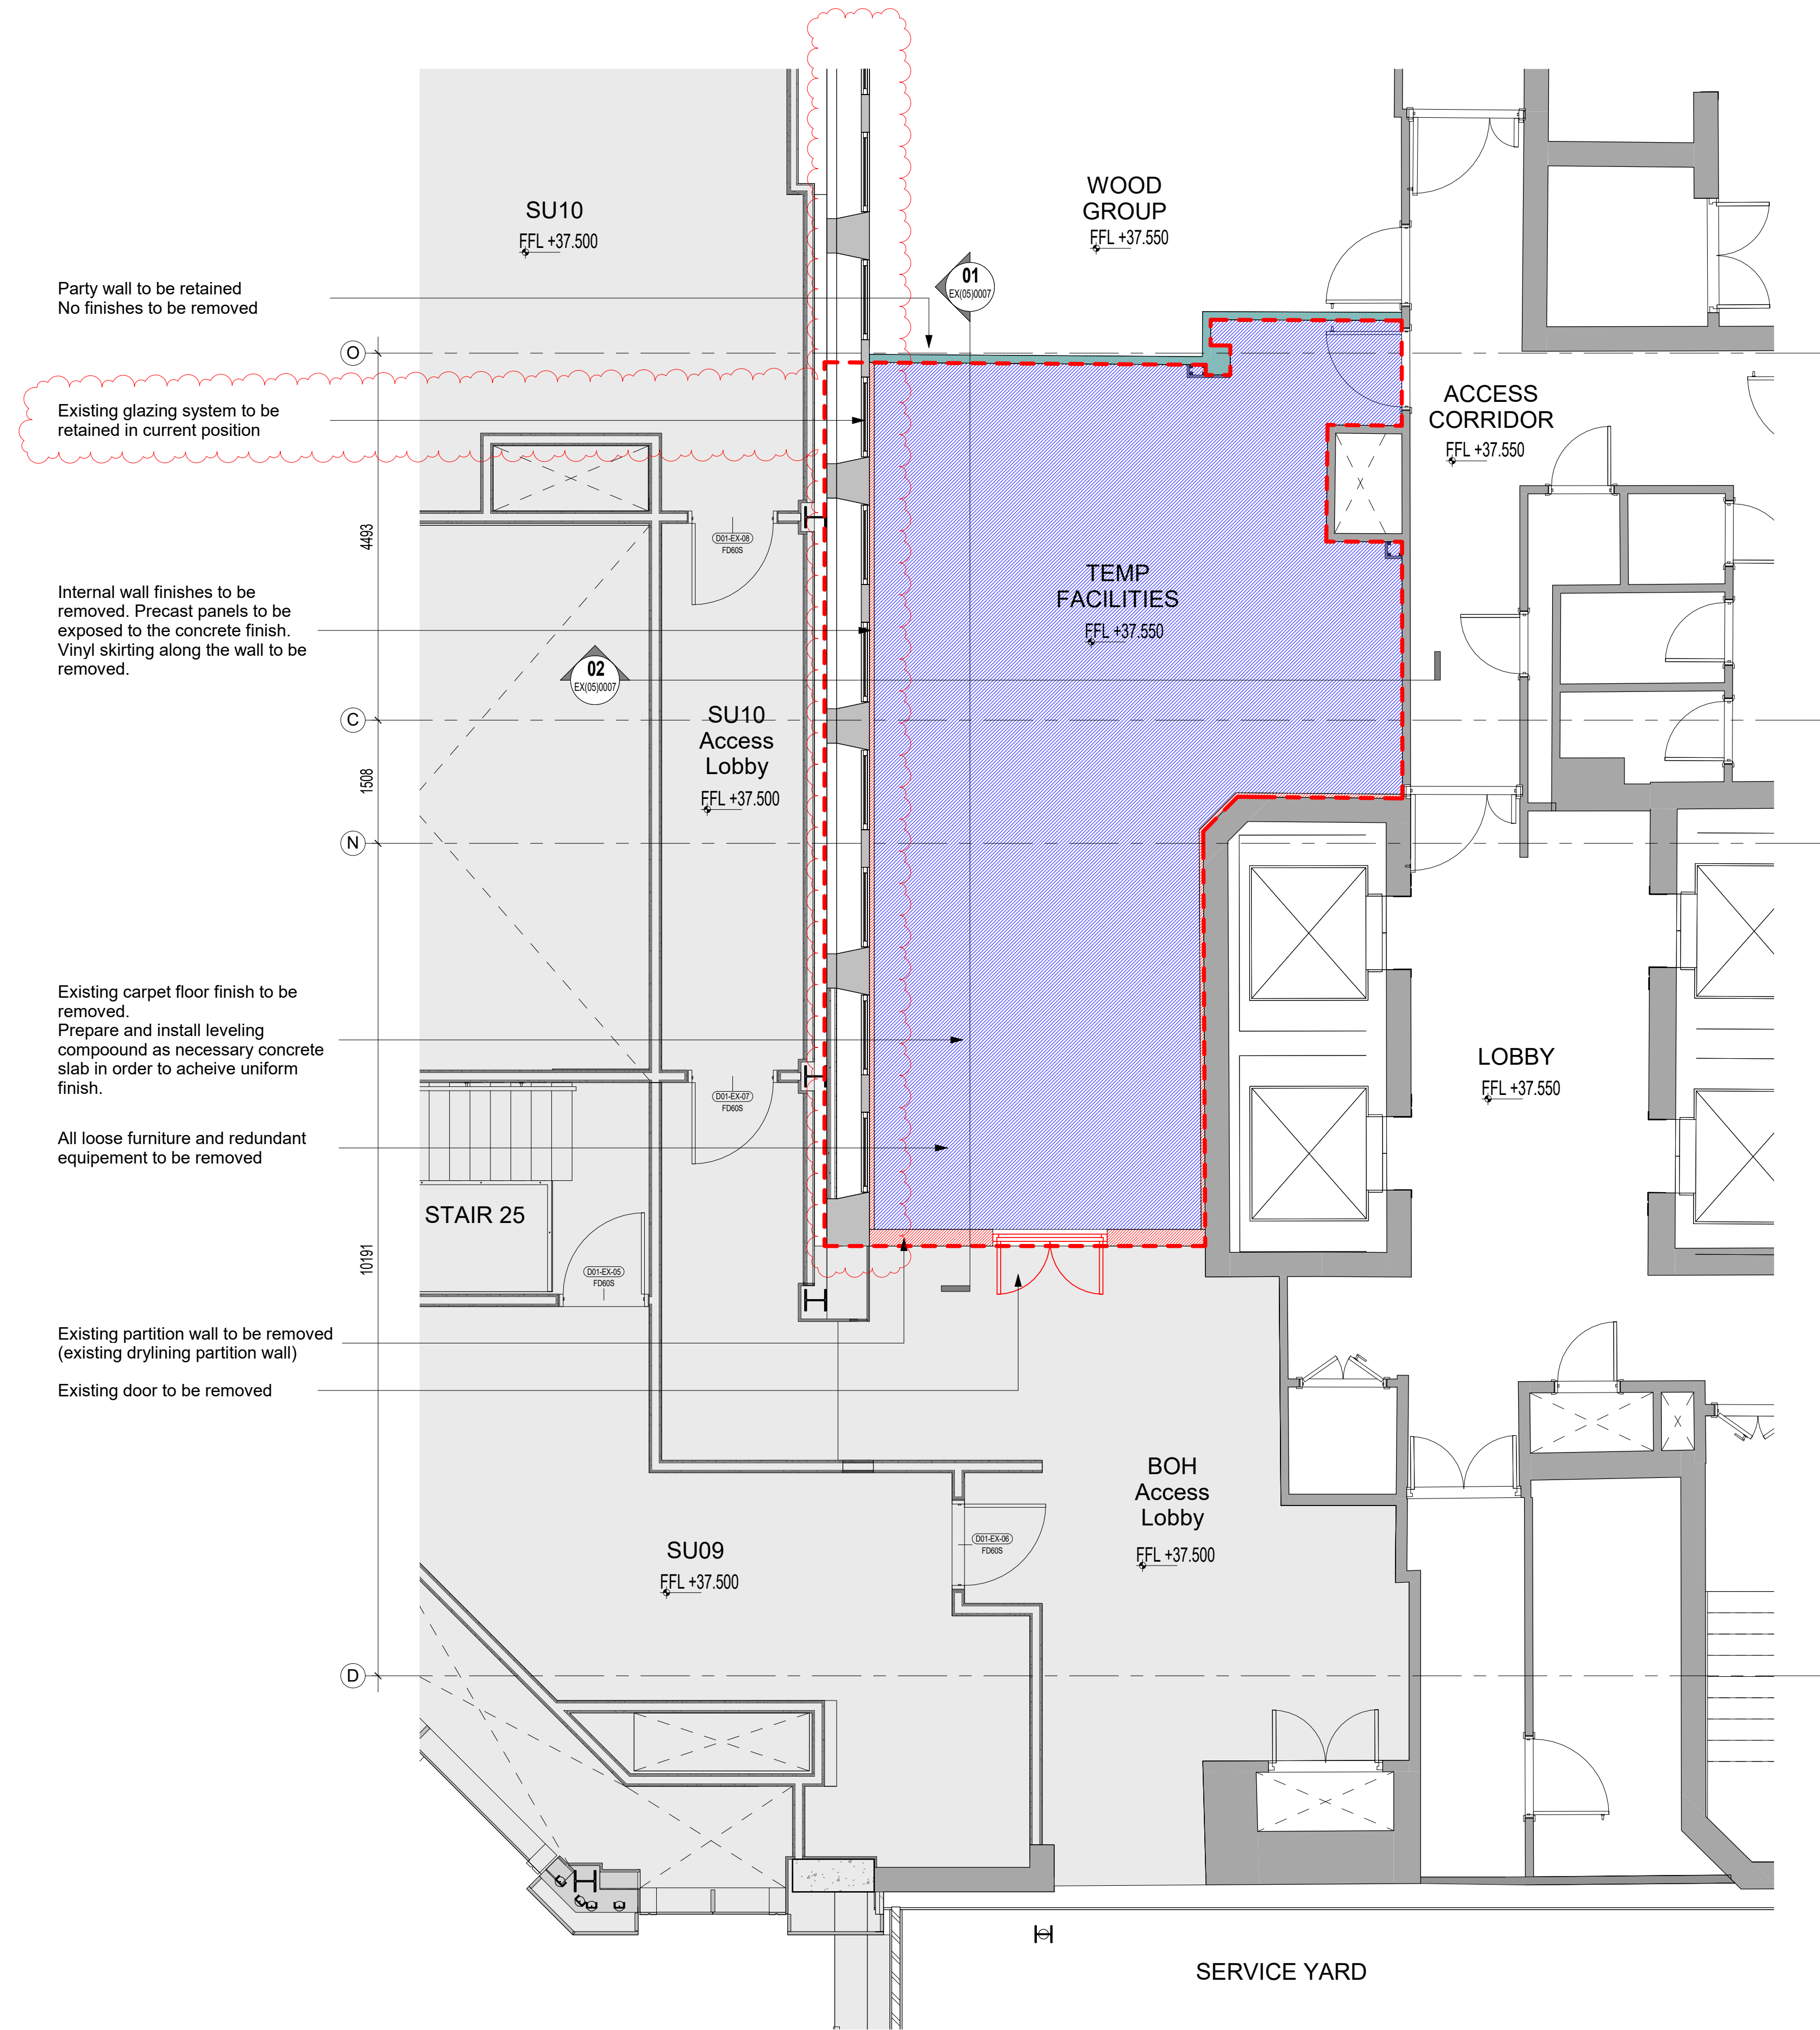 WOOD
GROUP
FFL +37.550
SU10
FFL +37.500
01
EX(05)0007
Party wall to be retained
No finishes to be removed
O
ACCESS
CORRIDOR
FFL +37.550
Existing glazing system to be
retained in current position
4493
D01-EX-08
FD60S
TEMP
FACILITIES
FFL +37.550
Internal wall finishes to be
removed. Precast panels to be
exposed to the concrete finish.
Vinyl skirting along the wall to be
removed.
02
EX(05)0007
C
SU10
Access
Lobby
FFL +37.500
1508
N
Existing carpet floor finish to be
removed.
Prepare and install leveling
compoound as necessary concrete
slab in order to acheive uniform
finish.
LOBBY
FFL +37.550
D01-EX-07
FD60S
All loose furniture and redundant
equipement to be removed
STAIR 25
10191
D01-EX-05
FD60S
Existing partition wall to be removed
(existing drylining partition wall)
Existing door to be removed
BOH
Access
Lobby
FFL +37.500
D01-EX-06
FD60S
SU09
FFL +37.500
D
SERVICE YARD